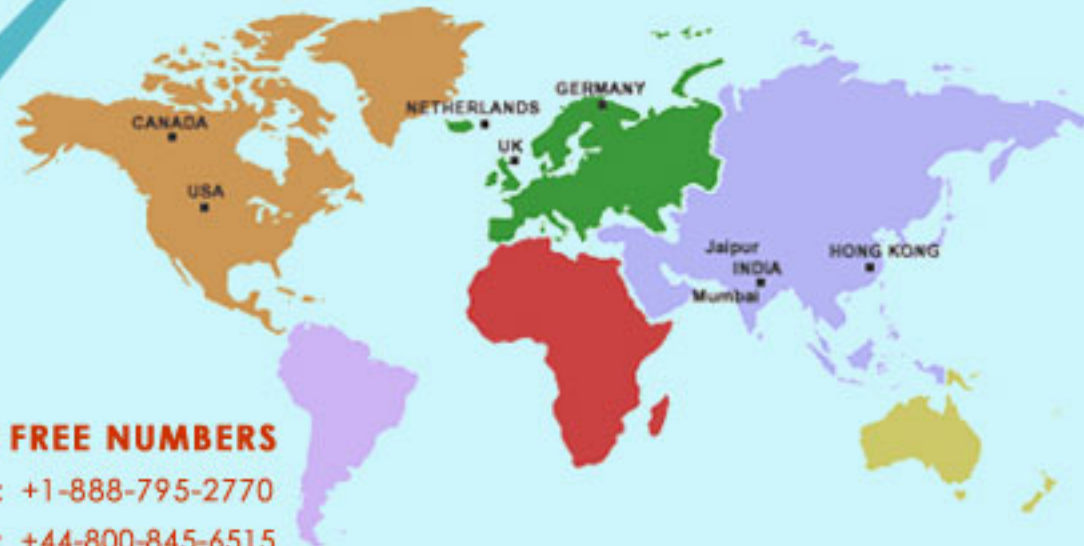 GERMANY
NETHERLANDS
CANADA
UK
USA
Jaipur
HONG KONG
INDIA
Mumbai
FREE NUMBERS
: +1-888-795-2770
: +44-800-845-6515